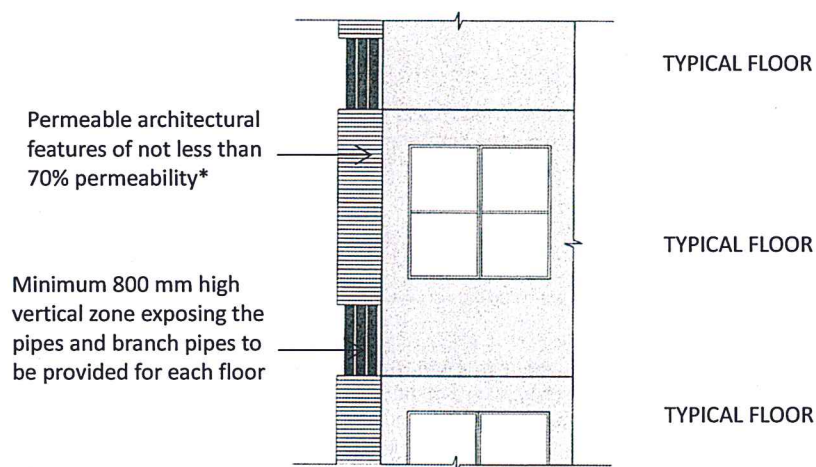 TYPICAL FLOOR
Permeable architectural
features of not less than
70% permeability*
TYPICAL FLOOR
Minimum 800 mm high
vertical zone exposing the
pipes and branch pipes to
be provided for each floor
TYPICAL FLOOR